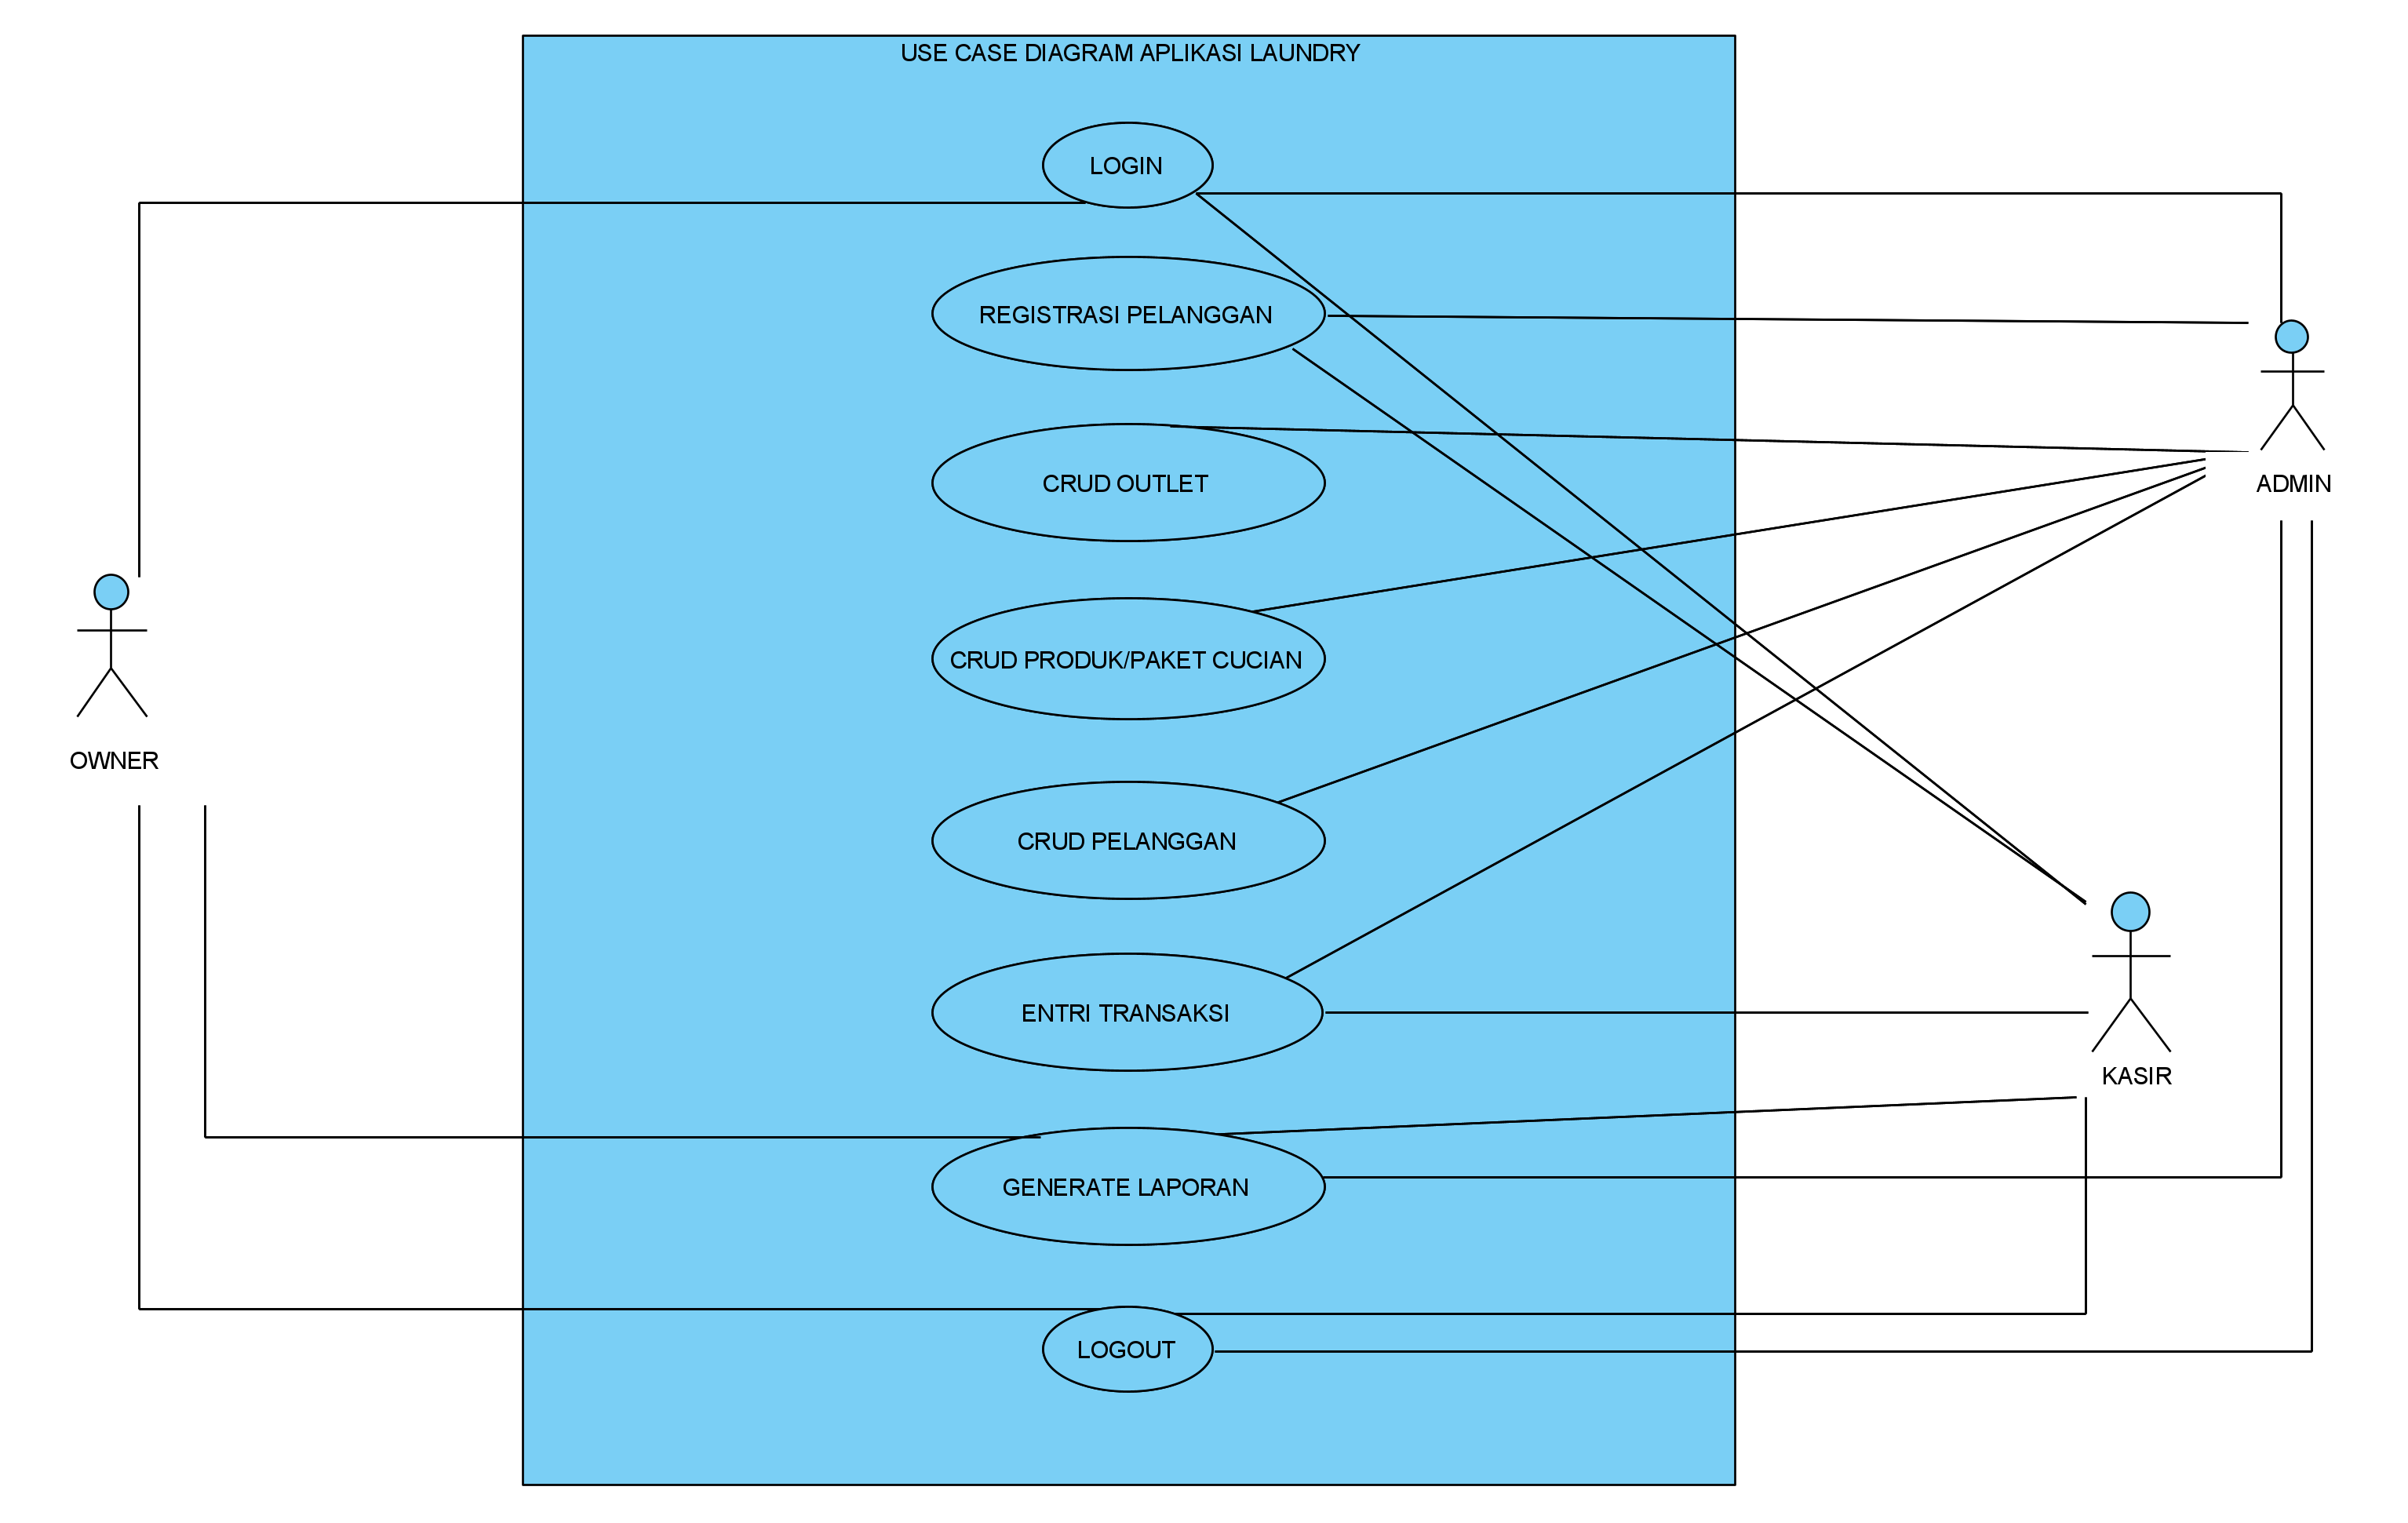 USE CASE DIAGRAM APLIKASI LAUNDRY
LOGIN
REGISTRASI PELANGGAN
CRUD OUTLET
ADMIN
CRUD PRODUK/PAKET CUCIAN
OWNER
CRUD PELANGGAN
ENTRI TRANSAKSI
KASIR
GENERATE LAPORAN
LOGOUT